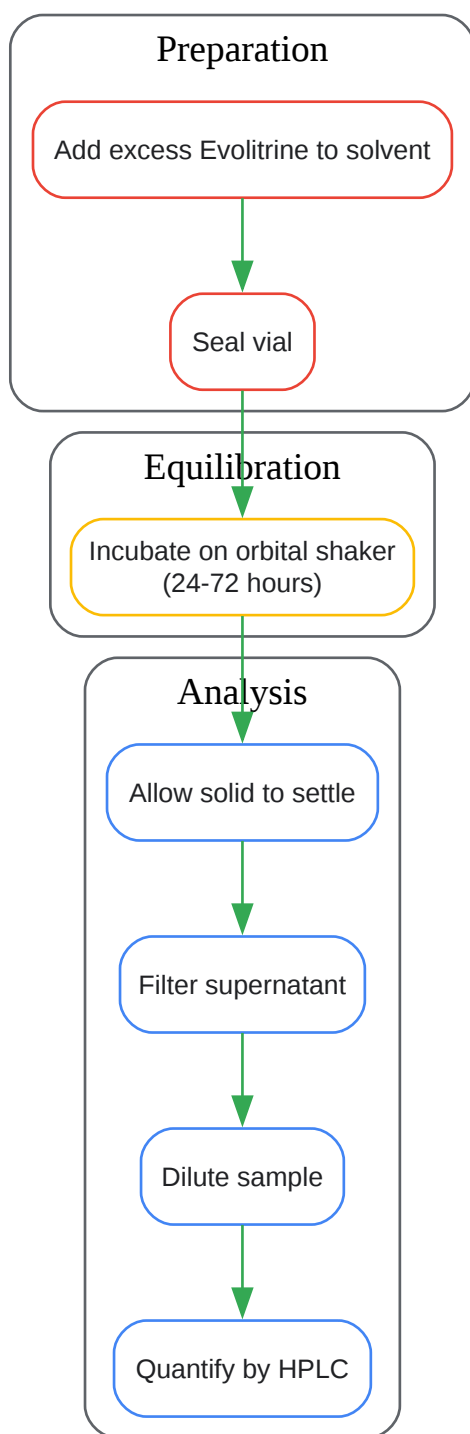 Preparation
Add excess Evolitrine to solvent
Seal vial
Equilibration
Incubate on orbital shaker
(24-72 hours)
Analysis
Allow solid to settle
Filter supernatant
Dilute sample
Quantify by HPLC